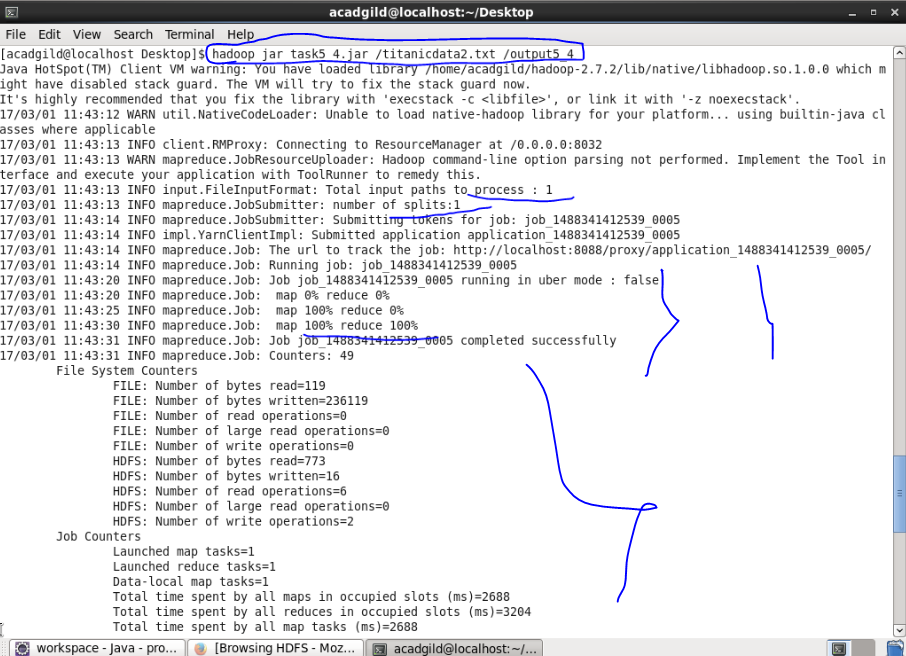 acadgild@localhost:~/Desktop
File Edit View Search Terminal Help
[acadgild@localhost Desktop]$ hadoop jar task5_4.jar /titanicdata2.txt /output5_4
Java HotSpot(TM) Client VM warning: You have loaded library /home/acadgild/hadoop-2.7.2/lib/native/libhadoop.so.1.0.0 which m
ight have disabled stack guard. The VM will try to fix the stack guard now.
It's highly recommended that you fix the library with 'execstack -c <libfile>', or link it with '-z noexecstack'.
17/03/01 11:43:12 WARN util.NativeCodeLoader: Unable to load native-hadoop library for your platform... using builtin-java cl
asses where applicable
17/03/01 11:43:13 INFO client.RMProxy: Connecting to ResourceManager at /0.0.0.0:8032
17/03/01 11:43:13 WARN mapreduce.JobResourceUploader: Hadoop command-line option parsing not performed. Implement the Tool in
terface and execute your application with ToolRunner to remedy this.
17/03/01 11:43:13 INFO input.FileInputFormat: Total input paths to process : 1
17/03/01 11:43:13 INFO mapreduce.JobSubmitter: number of splits:1
17/03/01 11:43:14 INFO mapreduce.JobSubmitter: Submitting tokens for job: job_1488341412539_0005
17/03/01 11:43:14 INFO impl.YarnClientImpl: Submitted application application_1488341412539_0005
17/03/01 11:43:14 INFO mapreduce.Job: The url to track the job: http://localhost:8088/proxy/application_1488341412539_0005/
17/03/01 11:43:14 INFO mapreduce.Job: Running job: job_1488341412539_0005
17/03/01 11:43:20 INFO mapreduce.Job: Job job_1488341412539_0005 running in uber mode : false
17/03/01 11:43:20 INFO mapreduce.Job:  map 0% reduce 0%
17/03/01 11:43:25 INFO mapreduce.Job:  map 100% reduce 0%
17/03/01 11:43:30 INFO mapreduce.Job:  map 100% reduce 100%
17/03/01 11:43:31 INFO mapreduce.Job: Job job_1488341412539_0005 completed successfully
17/03/01 11:43:31 INFO mapreduce.Job: Counters: 49
File System Counters
FILE: Number of bytes read=119
FILE: Number of bytes written=236119
FILE: Number of read operations=0
FILE: Number of large read operations=0
FILE: Number of write operations=0
HDFS: Number of bytes read=773
HDFS: Number of bytes written=16
HDFS: Number of read operations=6
HDFS: Number of large read operations=0
HDFS: Number of write operations=2
Job Counters
Launched map tasks=1
Launched reduce tasks=1
Data-local map tasks=1
Total time spent by all maps in occupied slots (ms)=2688
Total time spent by all reduces in occupied slots (ms)=3204
Total time spent by all map tasks (ms)=2688
workspace - Java - pro... [Browsing HDFS - Moz... acadgild@localhost:~/...